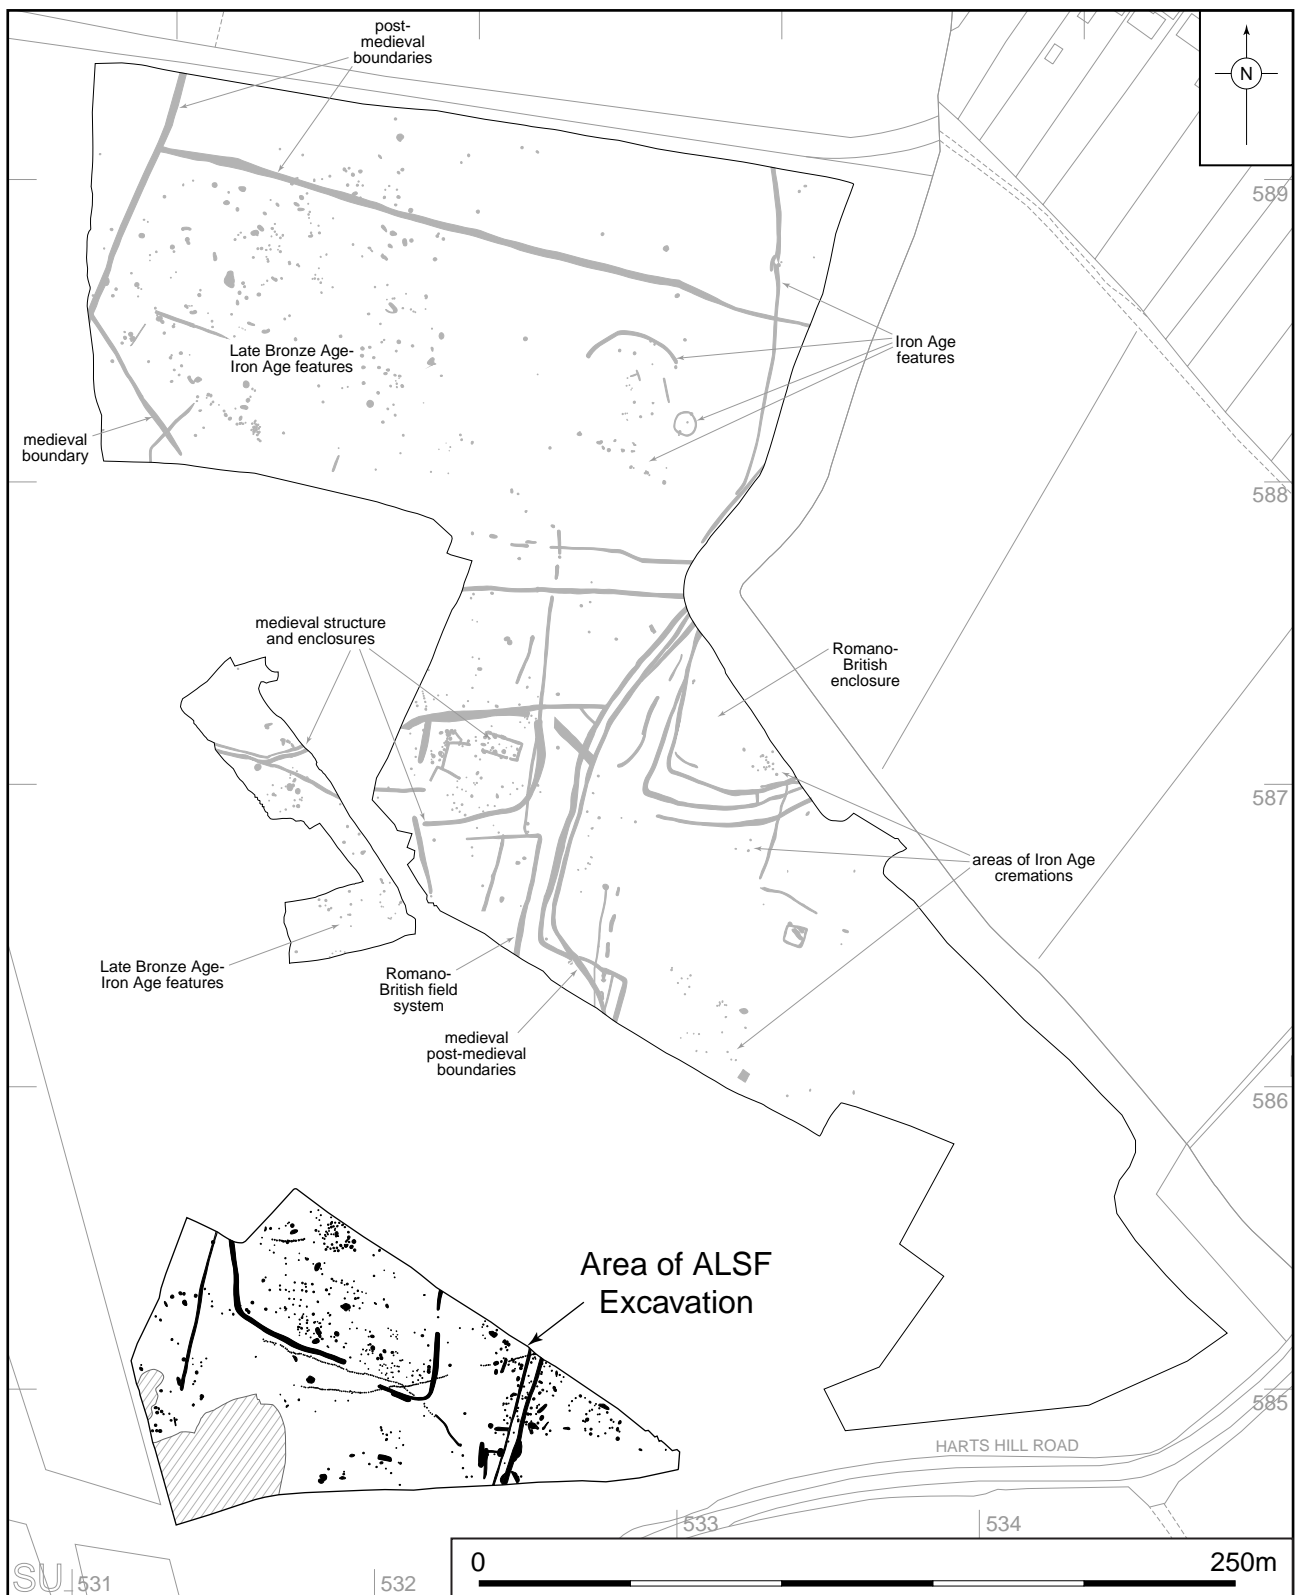 post-
medieval
boundaries
N
589
Late Bronze Age-
Iron Age features
Iron Age
features
medieval
boundary
588
medieval structure
and enclosures
Romano-
British
enclosure
587
areas of Iron Age
cremations
Late Bronze Age-
Iron Age features
Romano-
British field
system
medieval
post-medieval
boundaries
586
Area of ALSF
Excavation
585
HARTS HILL ROAD
533
534
SU
531
532
0
250m